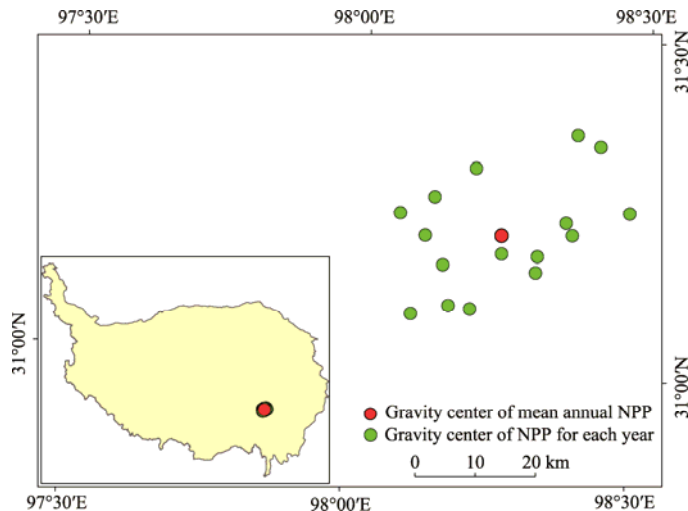 97°30′E 98°00′E 98°30′E
31°30′N
31°00′N
31°00′N
Gravity center of mean annual NPP
Gravity center of NPP for each year
0 10 20 km
97°30′E 98°00′E 98°30′E